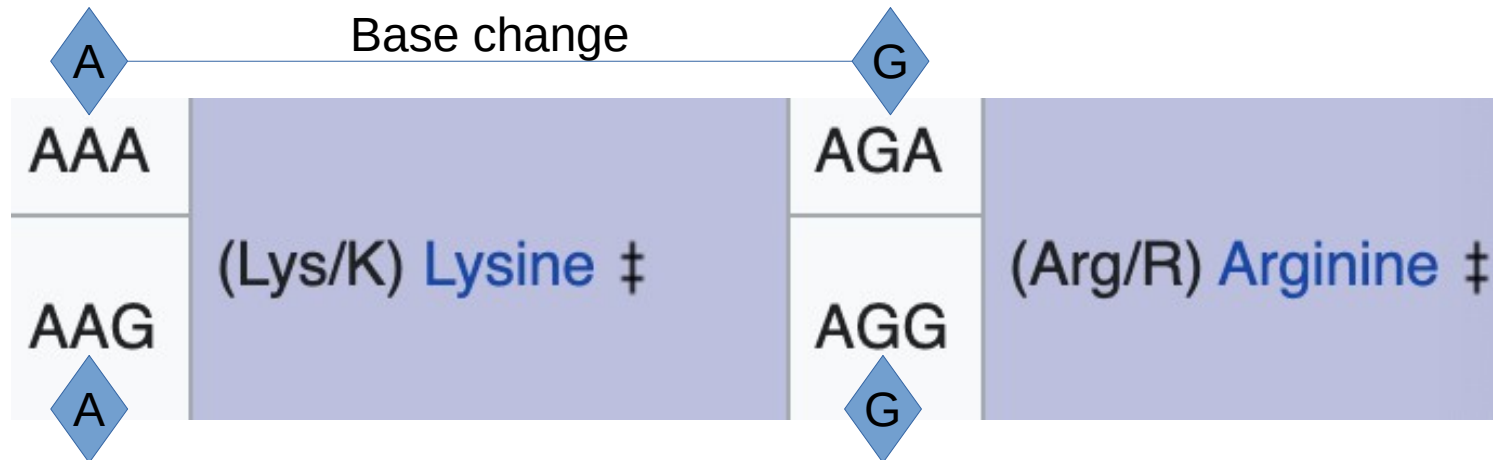 A Base change G
AAA AGA
(Lys/K) Lysine ‡ (Arg/R) Arginine ‡
AAG AGG
A G